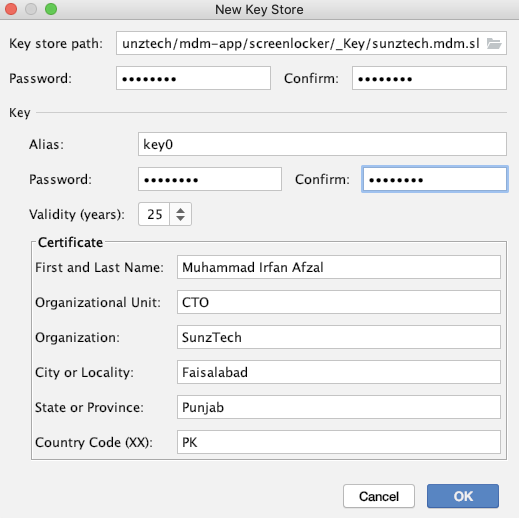 New Key Store
Key store path: unztech/mdm-app/screenlocker/_Key/sunztech.mdm.sl
Password: •••••••• Confirm: ••••••••
Key
Alias: key0
Password: •••••••• Confirm: ••••••••
Validity (years): 25
Certificate
First and Last Name: Muhammad Irfan Afzal
Organizational Unit: CTO
Organization: SunzTech
City or Locality: Faisalabad
State or Province: Punjab
Country Code (XX): PK
Cancel OK